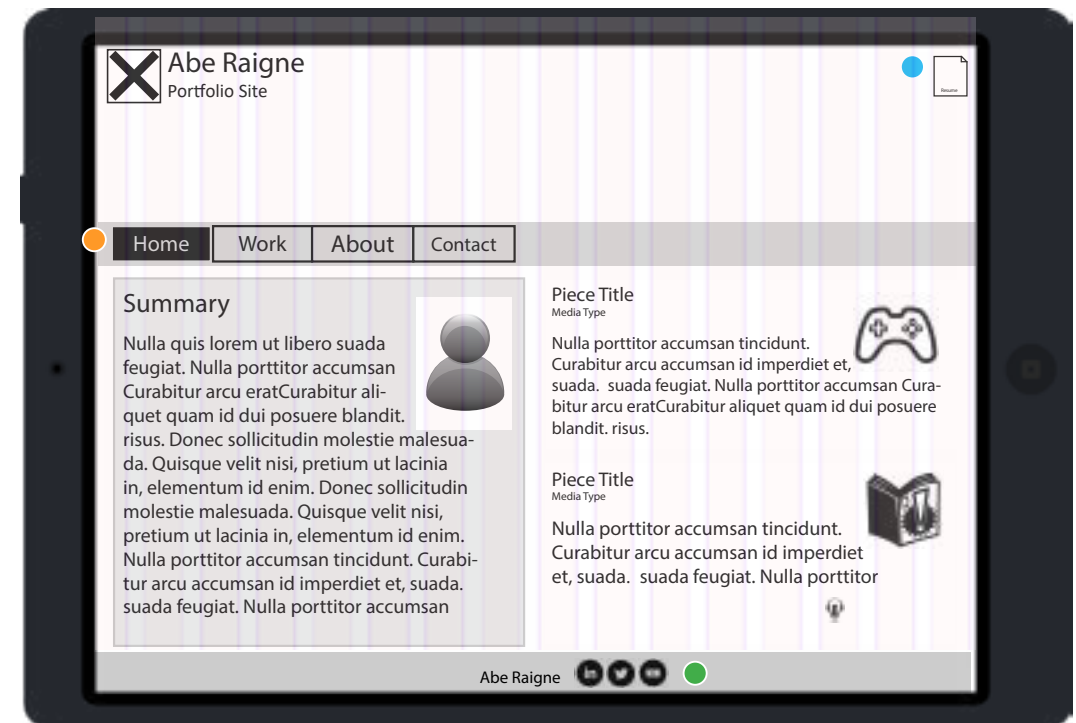 Abe Raigne
Portfolio Site
Resume
Home
Work
About
Contact
Summary
Nulla quis lorem ut libero suada
feugiat. Nulla porttitor accumsan
Curabitur arcu eratCurabitur ali-
quet quam id dui posuere blandit.
risus. Donec sollicitudin molestie malesua-
da. Quisque velit nisi, pretium ut lacinia
in, elementum id enim. Donec sollicitudin
molestie malesuada. Quisque velit nisi,
pretium ut lacinia in, elementum id enim.
Nulla porttitor accumsan tincidunt. Curabi-
tur arcu accumsan id imperdiet et, suada.
suada feugiat. Nulla porttitor accumsan
Piece Title
Media Type
Nulla porttitor accumsan tincidunt.
Curabitur arcu accumsan id imperdiet et,
suada. suada feugiat. Nulla porttitor accumsan Cura-
bitur arcu eratCurabitur aliquet quam id dui posuere
blandit. risus.
Piece Title
Media Type
Nulla porttitor accumsan tincidunt.
Curabitur arcu accumsan id imperdiet
et, suada. suada feugiat. Nulla porttitor
Abe Raigne
in